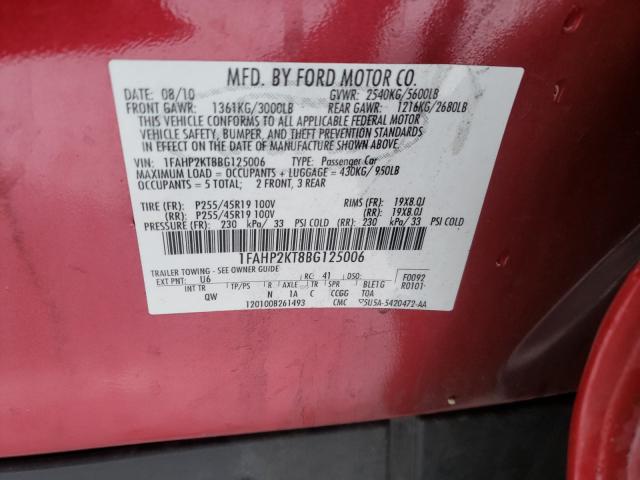 MFD. BY FORD MOTOR CO.
DATE: 08/10 GVWR: 2540KG/5600LB
FRONT GAWR: 1361KG/3000LB REAR GAWR: 1216KG/2680LB
THIS VEHICLE CONFORMS TO ALL APPLICABLE FEDERAL MOTOR
VEHICLE SAFETY, BUMPER, AND THEFT PREVENTION STANDARDS
IN EFFECT ON THE DATE OF MANUFACTURE SHOWN ABOVE.
VIN: 1FAHP2KT8BG125006 TYPE: Passenger Car
MAXIMUM LOAD = OCCUPANTS + LUGGAGE = 430KG/950LB
OCCUPANTS = 5 TOTAL: 2 FRONT, 3 REAR
TIRE (FR): P255/45R19 100V RIMS (FR): 19X8.0J
(RR): P255/45R19 100V (RR): 19X8.0J
PRESSURE (FR): 230 kPa/ 33 PSI COLD (RR): 230 kPa/ 33 PSI COLD
1FAHP2KT8BG125006
TRAILER TOWING - SEE OWNER GUIDE
EXT PNT: U6 RC: 41 DSO: F0092
INT TR TP/PS R AXLE TR SPR BLE1G R0101
QW N 1A C CCGG TOA
120100B261493 CMC 5U5A-5420472-AA